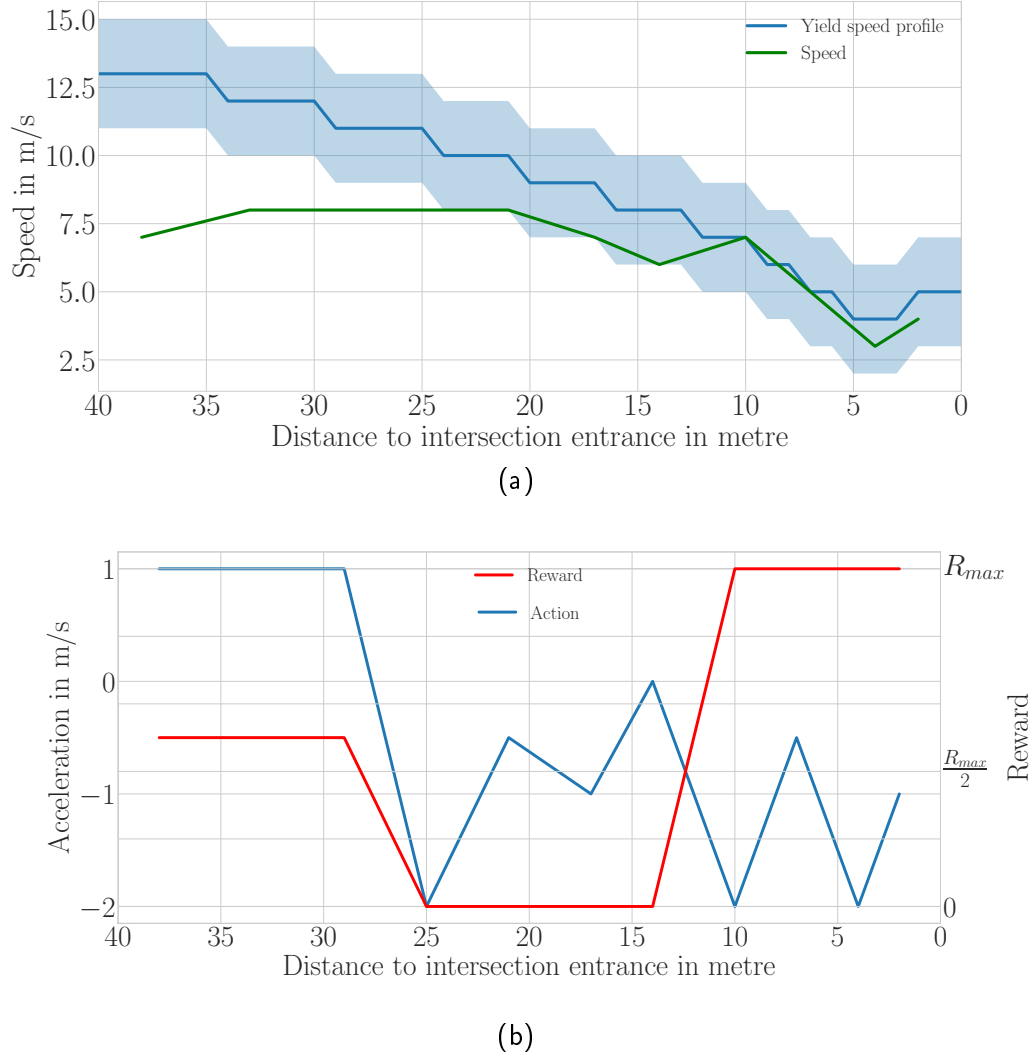 15.0
12.5
10.0
7.5
5.0
2.5
Speed in m/s
Yield speed profile
Speed
40 35 30 25 20 15 10 5 0
Distance to intersection entrance in metre
(a)
1
0
−1
−2
Acceleration in m/s
Reward
Action
R_max
R_max/2
0
Reward
40 35 30 25 20 15 10 5 0
Distance to intersection entrance in metre
(b)